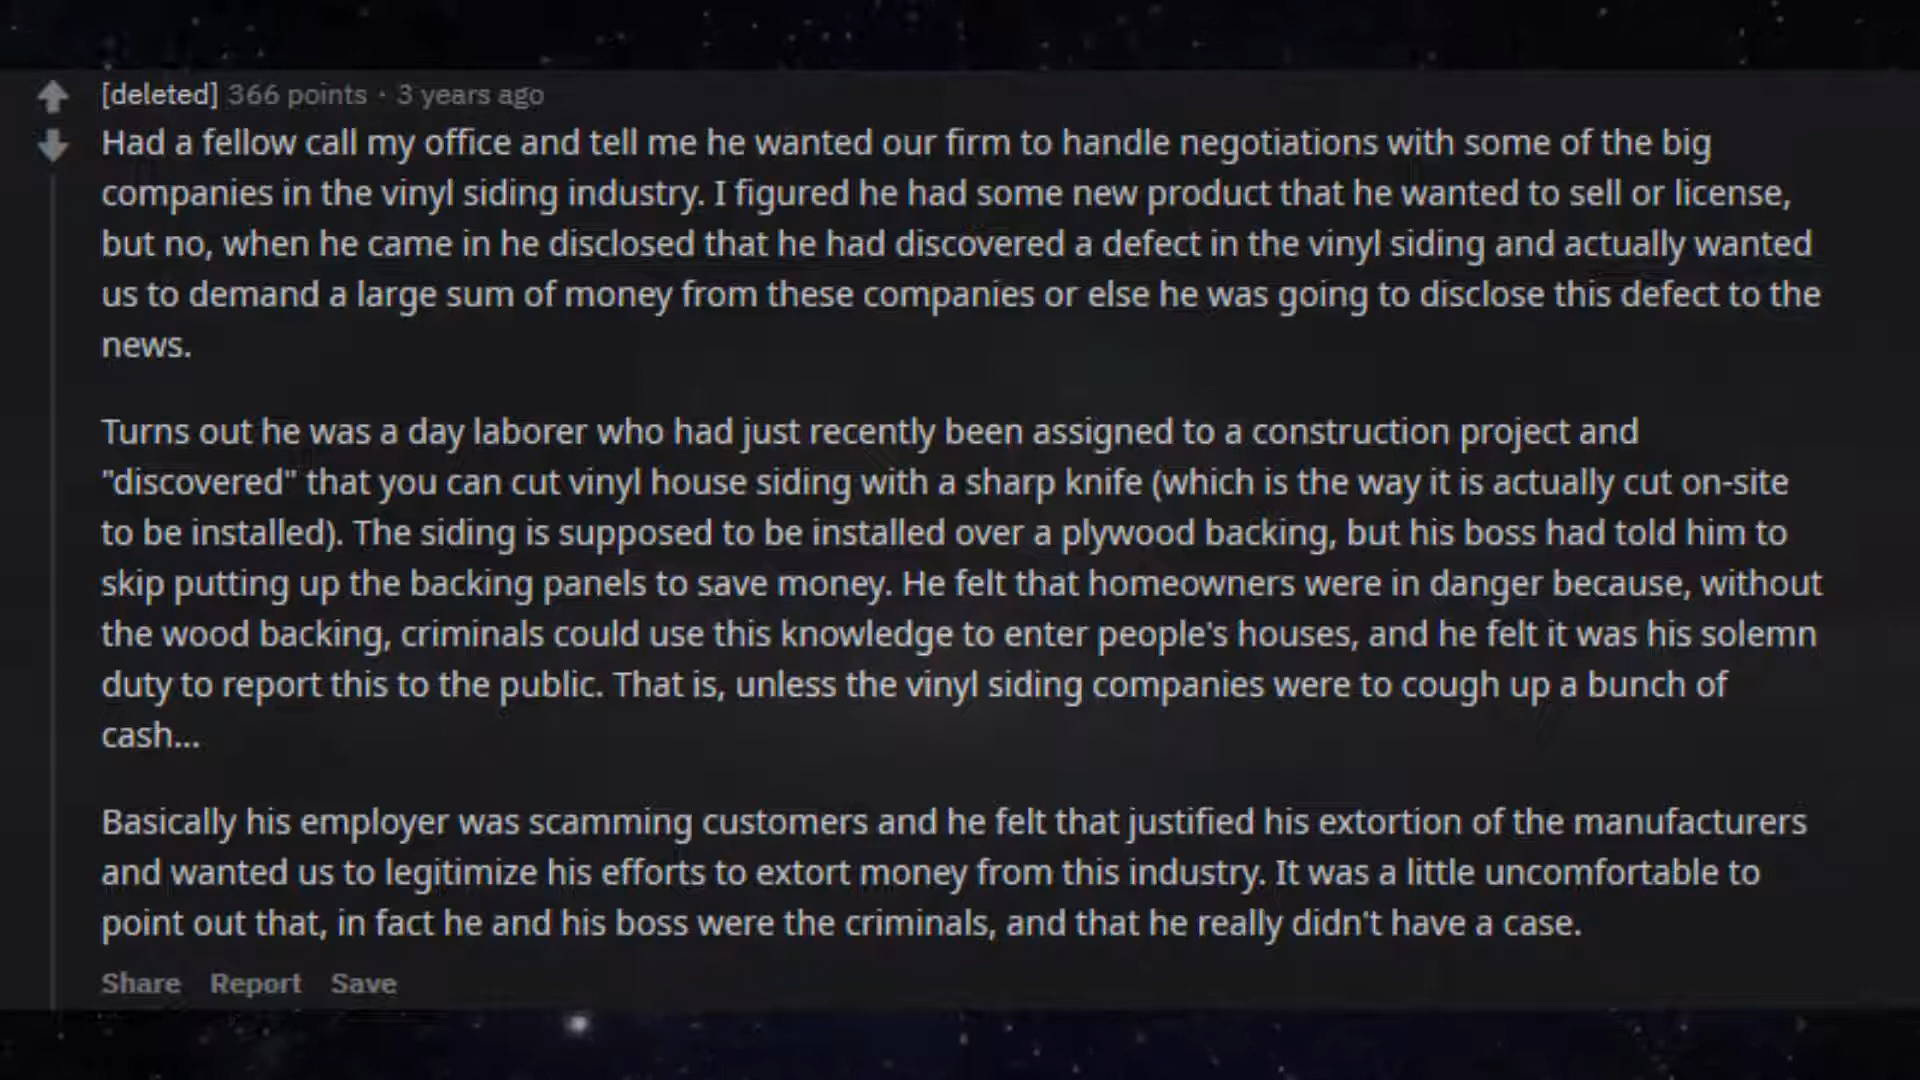 [deleted] 366 points · 3 years ago
Had a fellow call my office and tell me he wanted our firm to handle negotiations with some of the big
companies in the vinyl siding industry. I figured he had some new product that he wanted to sell or license,
but no, when he came in he disclosed that he had discovered a defect in the vinyl siding and actually wanted
us to demand a large sum of money from these companies or else he was going to disclose this defect to the
news.
Turns out he was a day laborer who had just recently been assigned to a construction project and
"discovered" that you can cut vinyl house siding with a sharp knife (which is the way it is actually cut on-site
to be installed). The siding is supposed to be installed over a plywood backing, but his boss had told him to
skip putting up the backing panels to save money. He felt that homeowners were in danger because, without
the wood backing, criminals could use this knowledge to enter people's houses, and he felt it was his solemn
duty to report this to the public. That is, unless the vinyl siding companies were to cough up a bunch of
cash...
Basically his employer was scamming customers and he felt that justified his extortion of the manufacturers
and wanted us to legitimize his efforts to extort money from this industry. It was a little uncomfortable to
point out that, in fact he and his boss were the criminals, and that he really didn't have a case.
Share Report Save